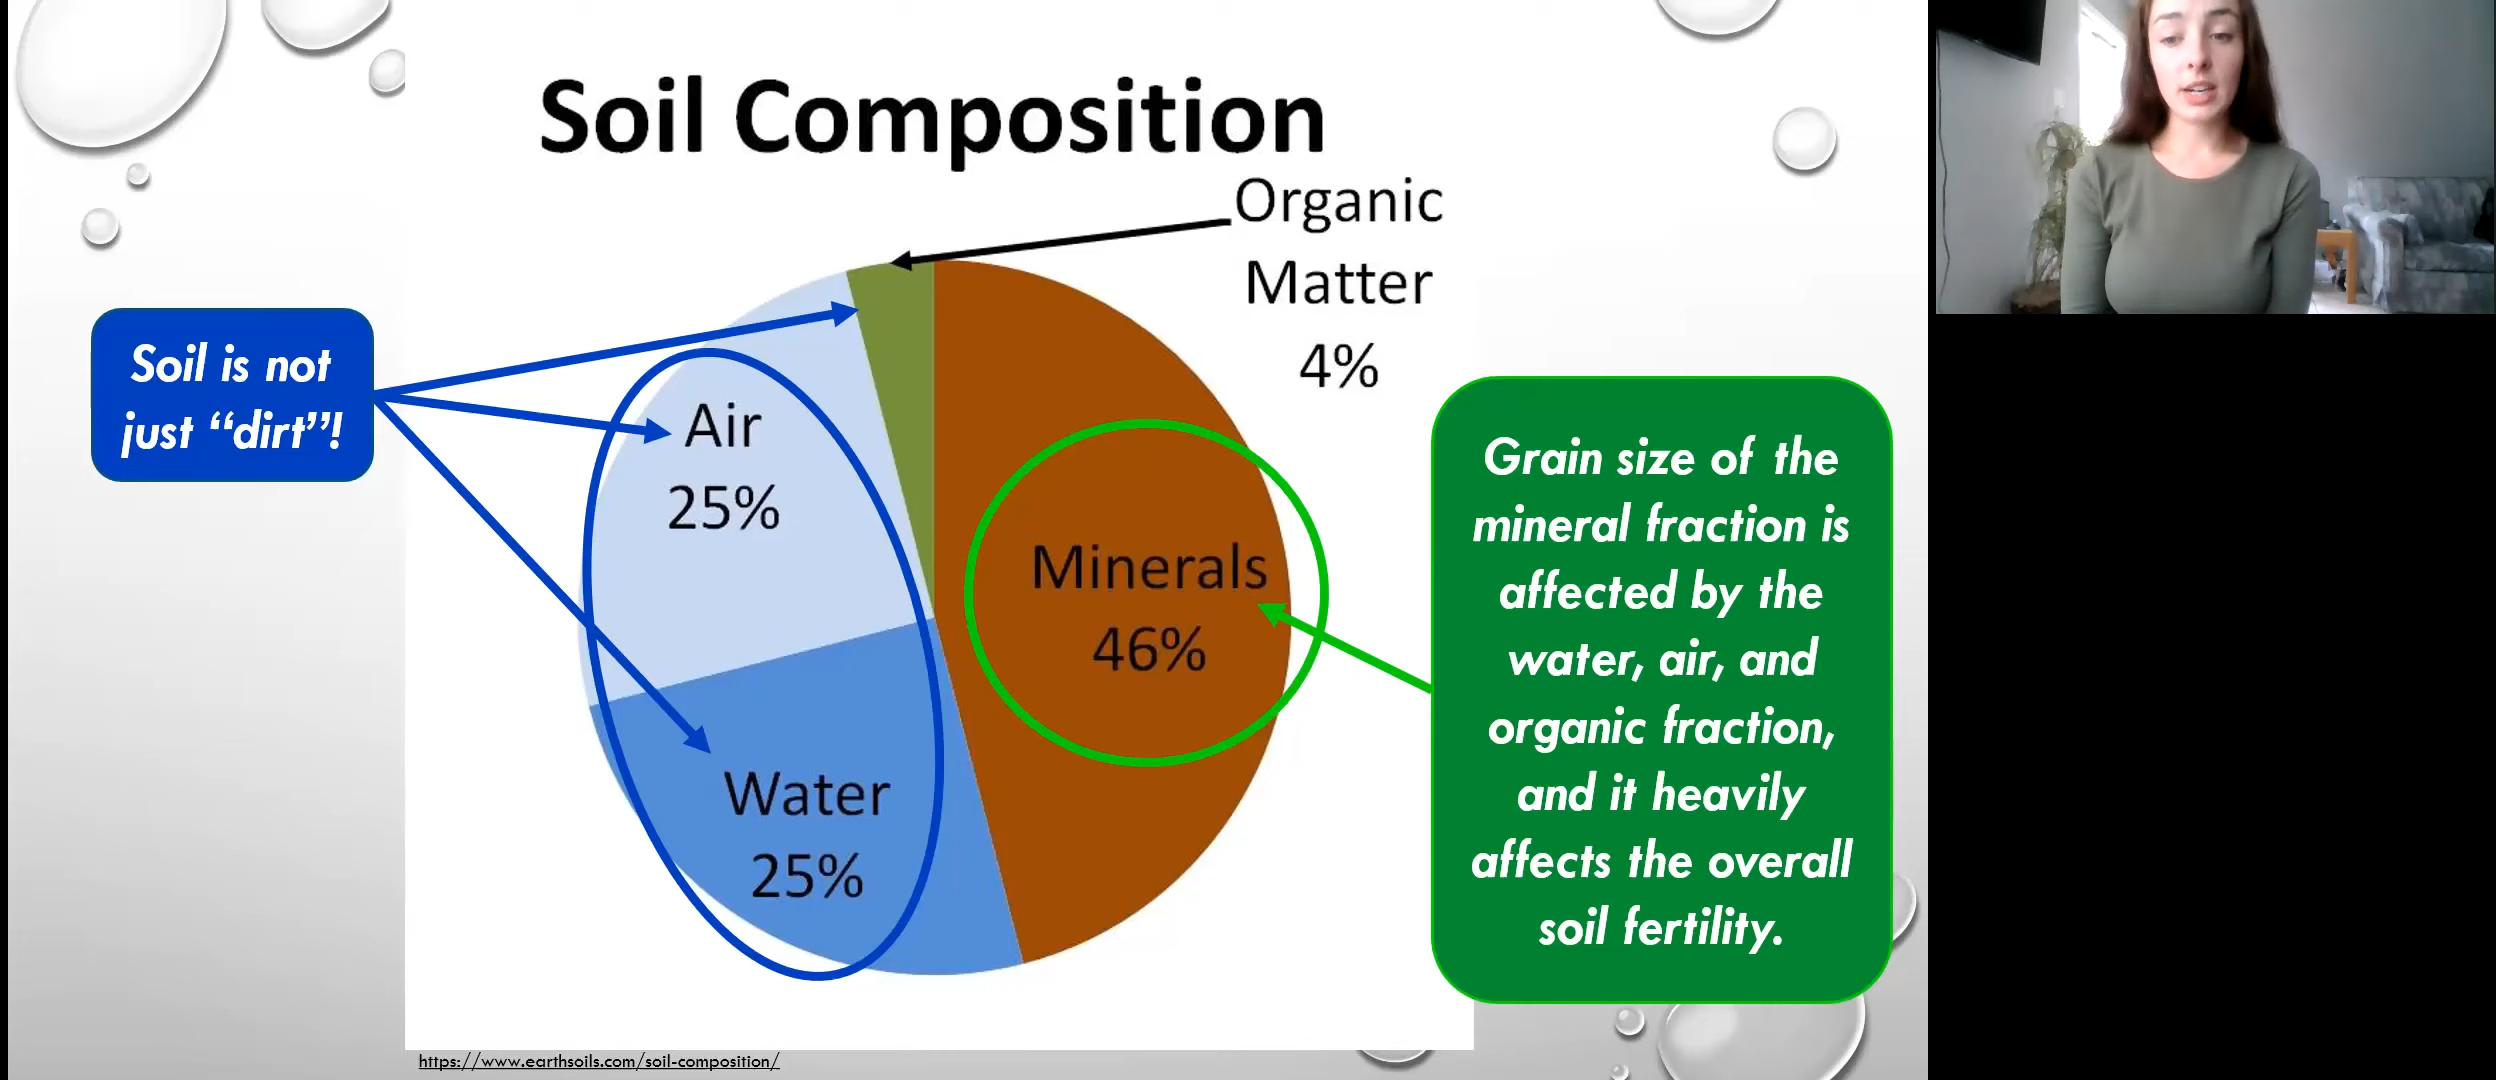 Soil Composition
Organic
Matter
4%
Soil is not
just “dirt”!
Air
25%
Minerals
46%
Water
25%
Grain size of the
mineral fraction is
affected by the
water, air, and
organic fraction,
and it heavily
affects the overall
soil fertility.
https://www.earthsoils.com/soil-composition/